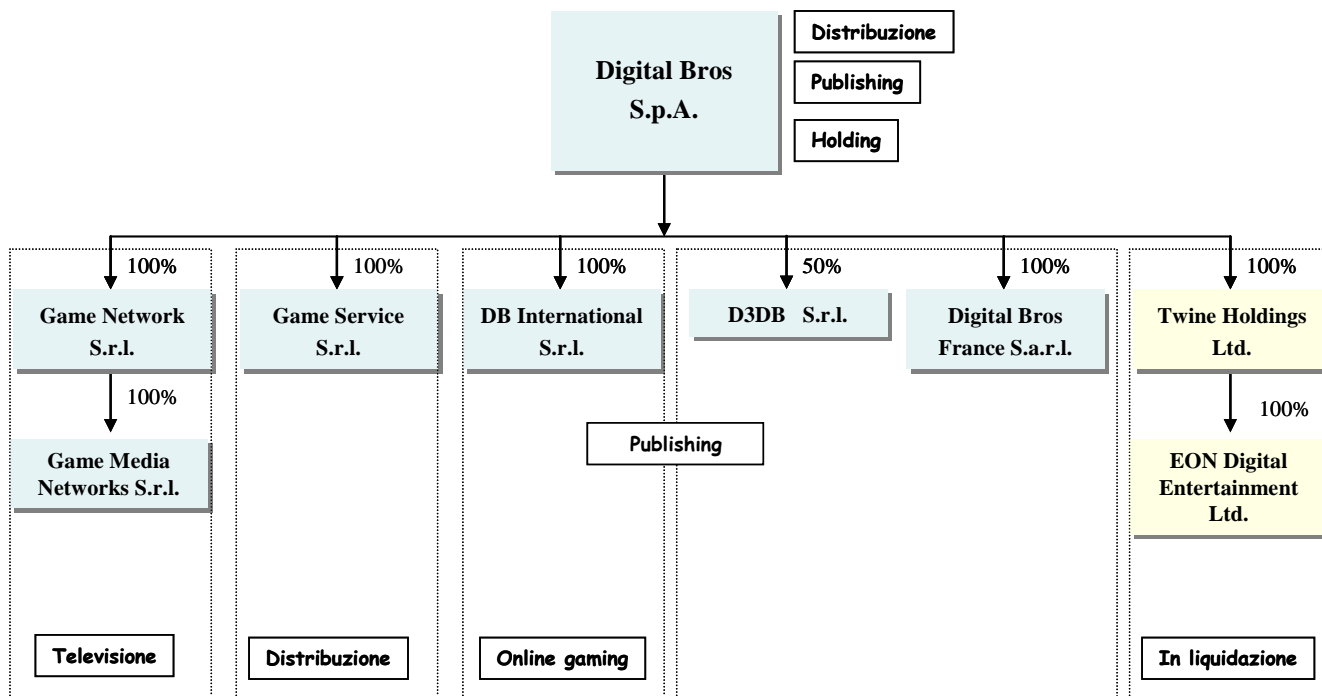 Digital Bros
S.p.A.
Distribuzione
Publishing
Holding
100%
100%
100%
50%
100%
100%
Game Network
S.r.l.
Game Service
S.r.l.
DB International
S.r.l.
D3DB S.r.l.
Digital Bros
France S.a.r.l.
Twine Holdings
Ltd.
100%
100%
Game Media
Networks S.r.l.
Publishing
EON Digital
Entertainment
Ltd.
Televisione
Distribuzione
Online gaming
In liquidazione